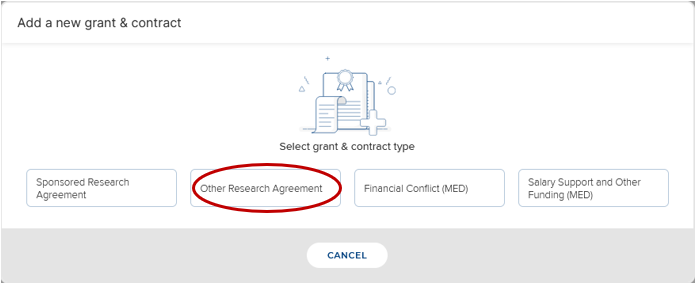 Add a new grant & contract
Select grant & contract type
Sponsored Research
Agreement
Other Research Agreement
Financial Conflict (MED)
Salary Support and Other
Funding (MED)
CANCEL